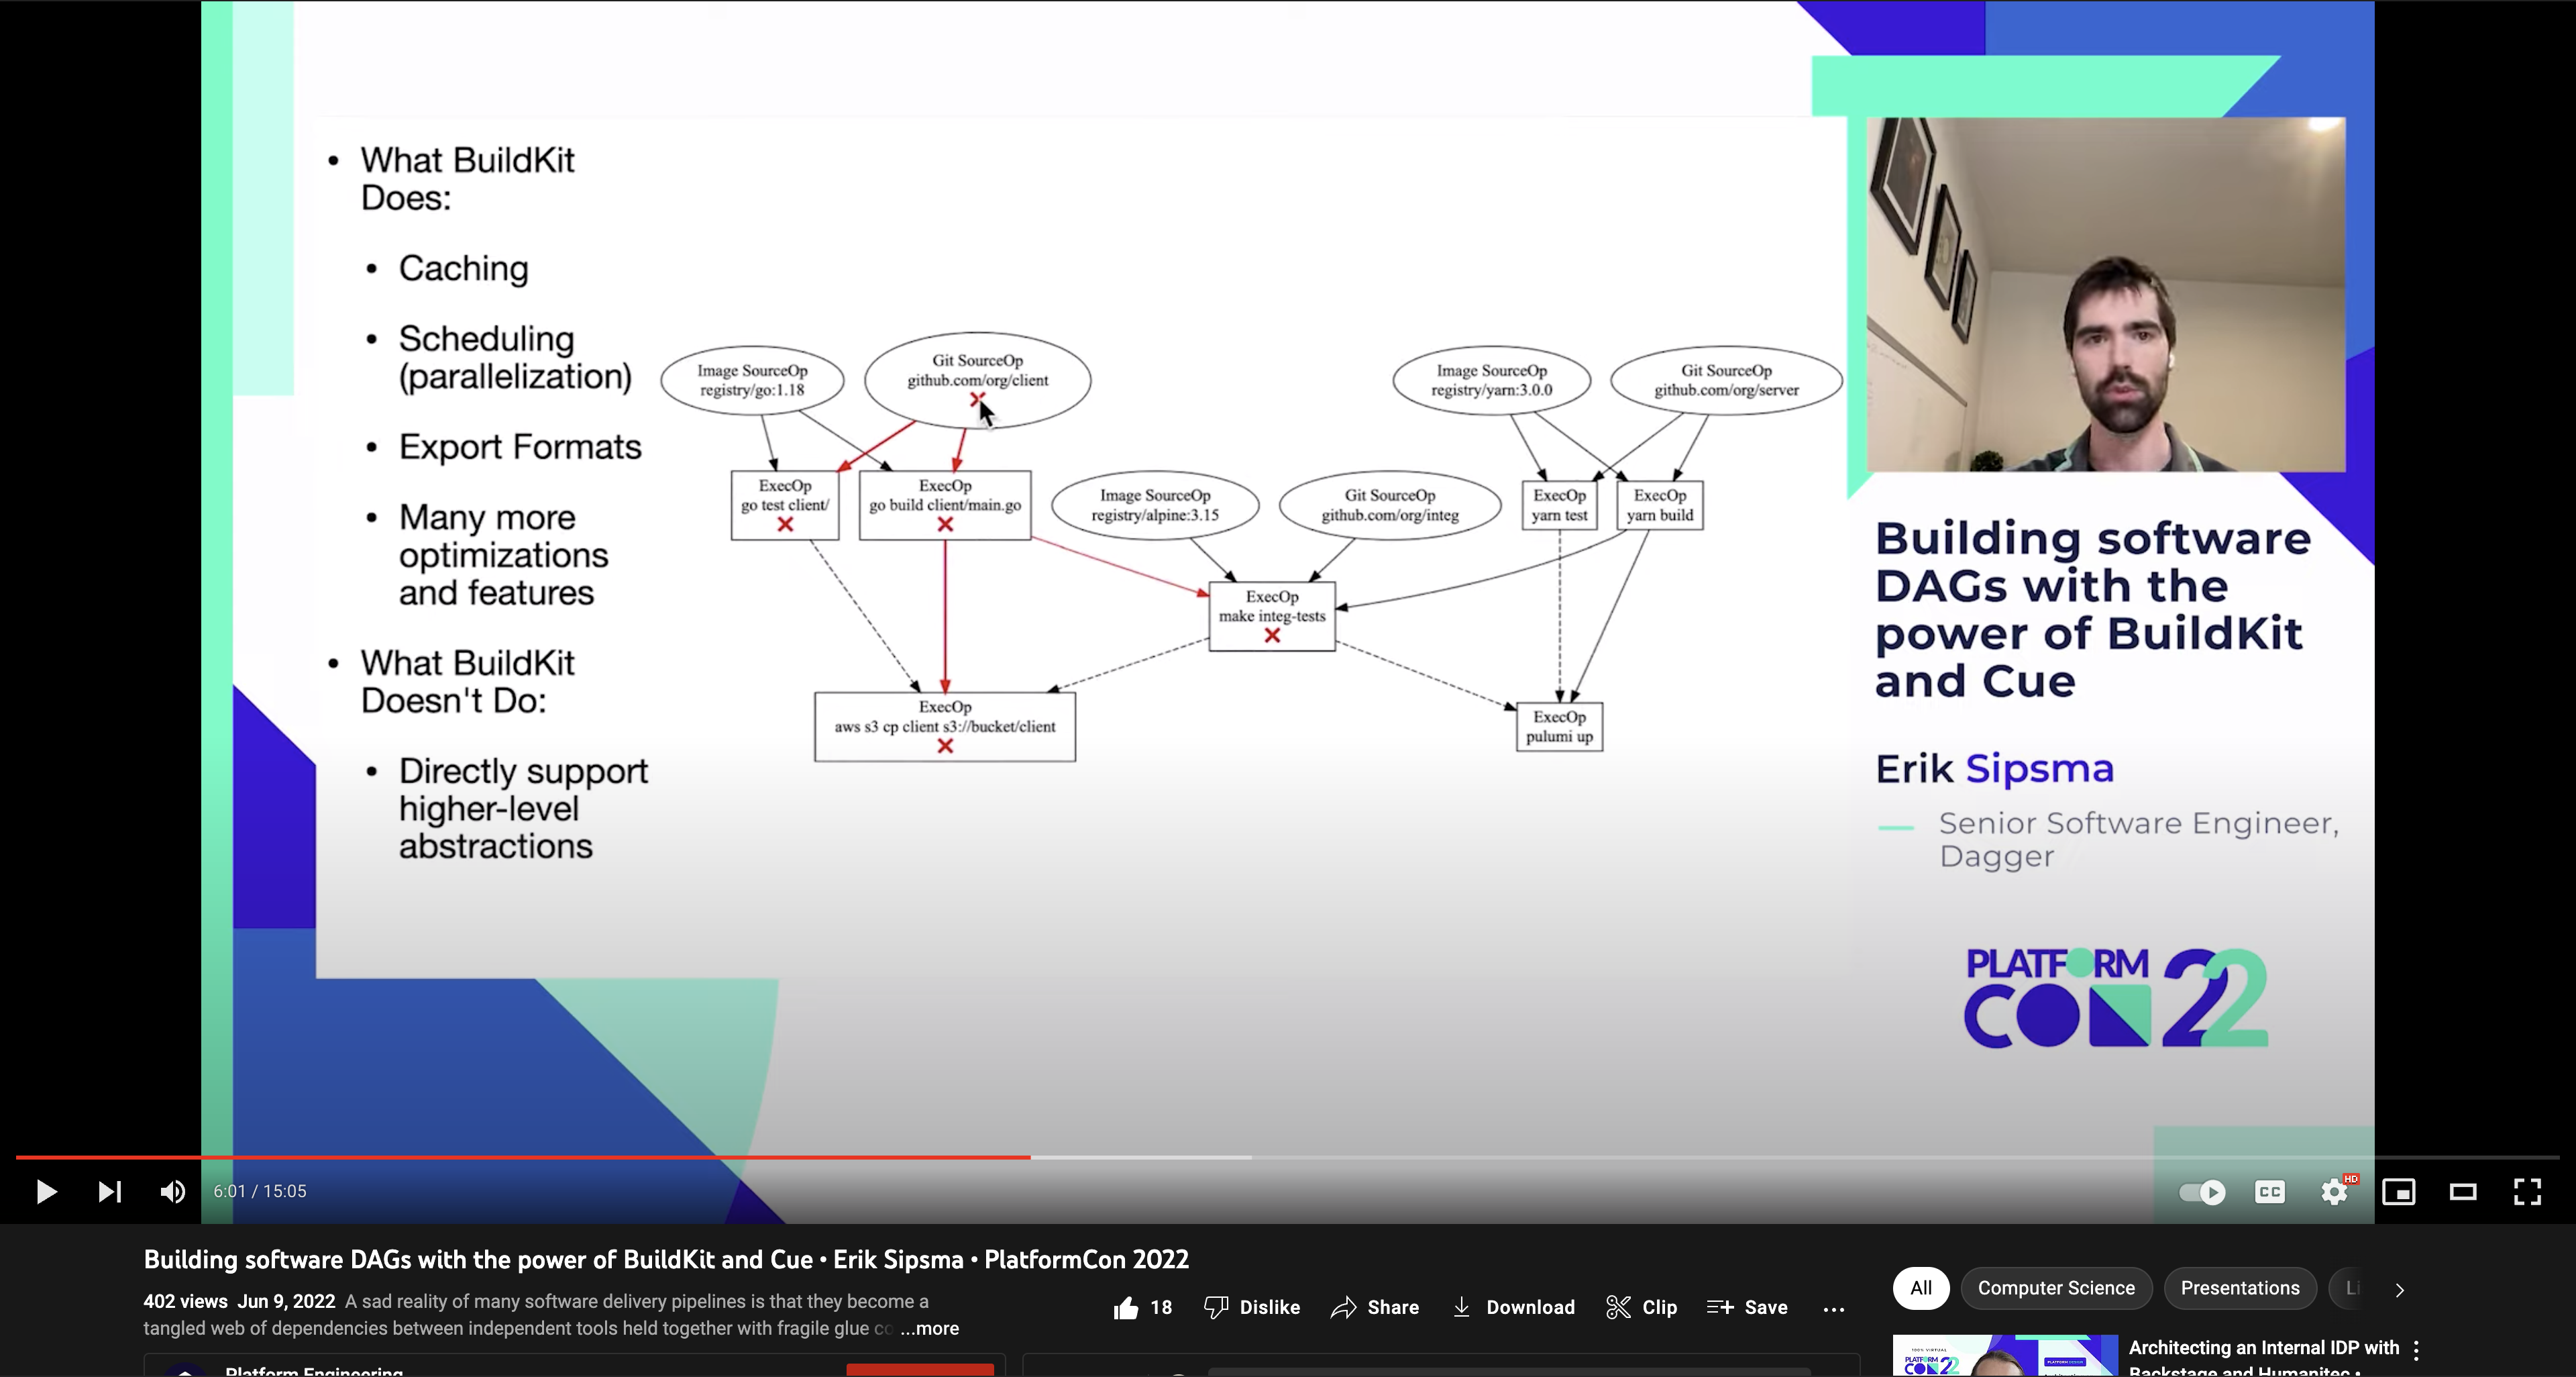 • What BuildKit
Does:
• Caching
• Scheduling
(parallelization)
• Export Formats
• Many more
optimizations
and features
• What BuildKit
Doesn't Do:
• Directly support
higher-level
abstractions
Image SourceOp
registry/go:1.18
Git SourceOp
github.com/org/client
Image SourceOp
registry/yarn:3.0.0
Git SourceOp
github.com/org/server
ExecOp
go test client/
ExecOp
go build client/main.go
Image SourceOp
registry/alpine:3.15
Git SourceOp
github.com/org/integ
ExecOp
yarn test
ExecOp
yarn build
ExecOp
make integ-tests
ExecOp
aws s3 cp client s3://bucket/client
ExecOp
pulumi up
Building software
DAGs with the
power of BuildKit
and Cue
Erik Sipsma
Senior Software Engineer,
Dagger
PLATFORM
CON 22
6:01 / 15:05
CC
HD
Building software DAGs with the power of BuildKit and Cue • Erik Sipsma • PlatformCon 2022
402 views Jun 9, 2022 A sad reality of many software delivery pipelines is that they become a
tangled web of dependencies between independent tools held together with fragile glue co ...more
18 Dislike Share Download Clip Save ...
All Computer Science Presentations Li
Platform Engineering
PLATFORM
CON 22
Architecting an Internal IDP with
Backstage and Humanitec •